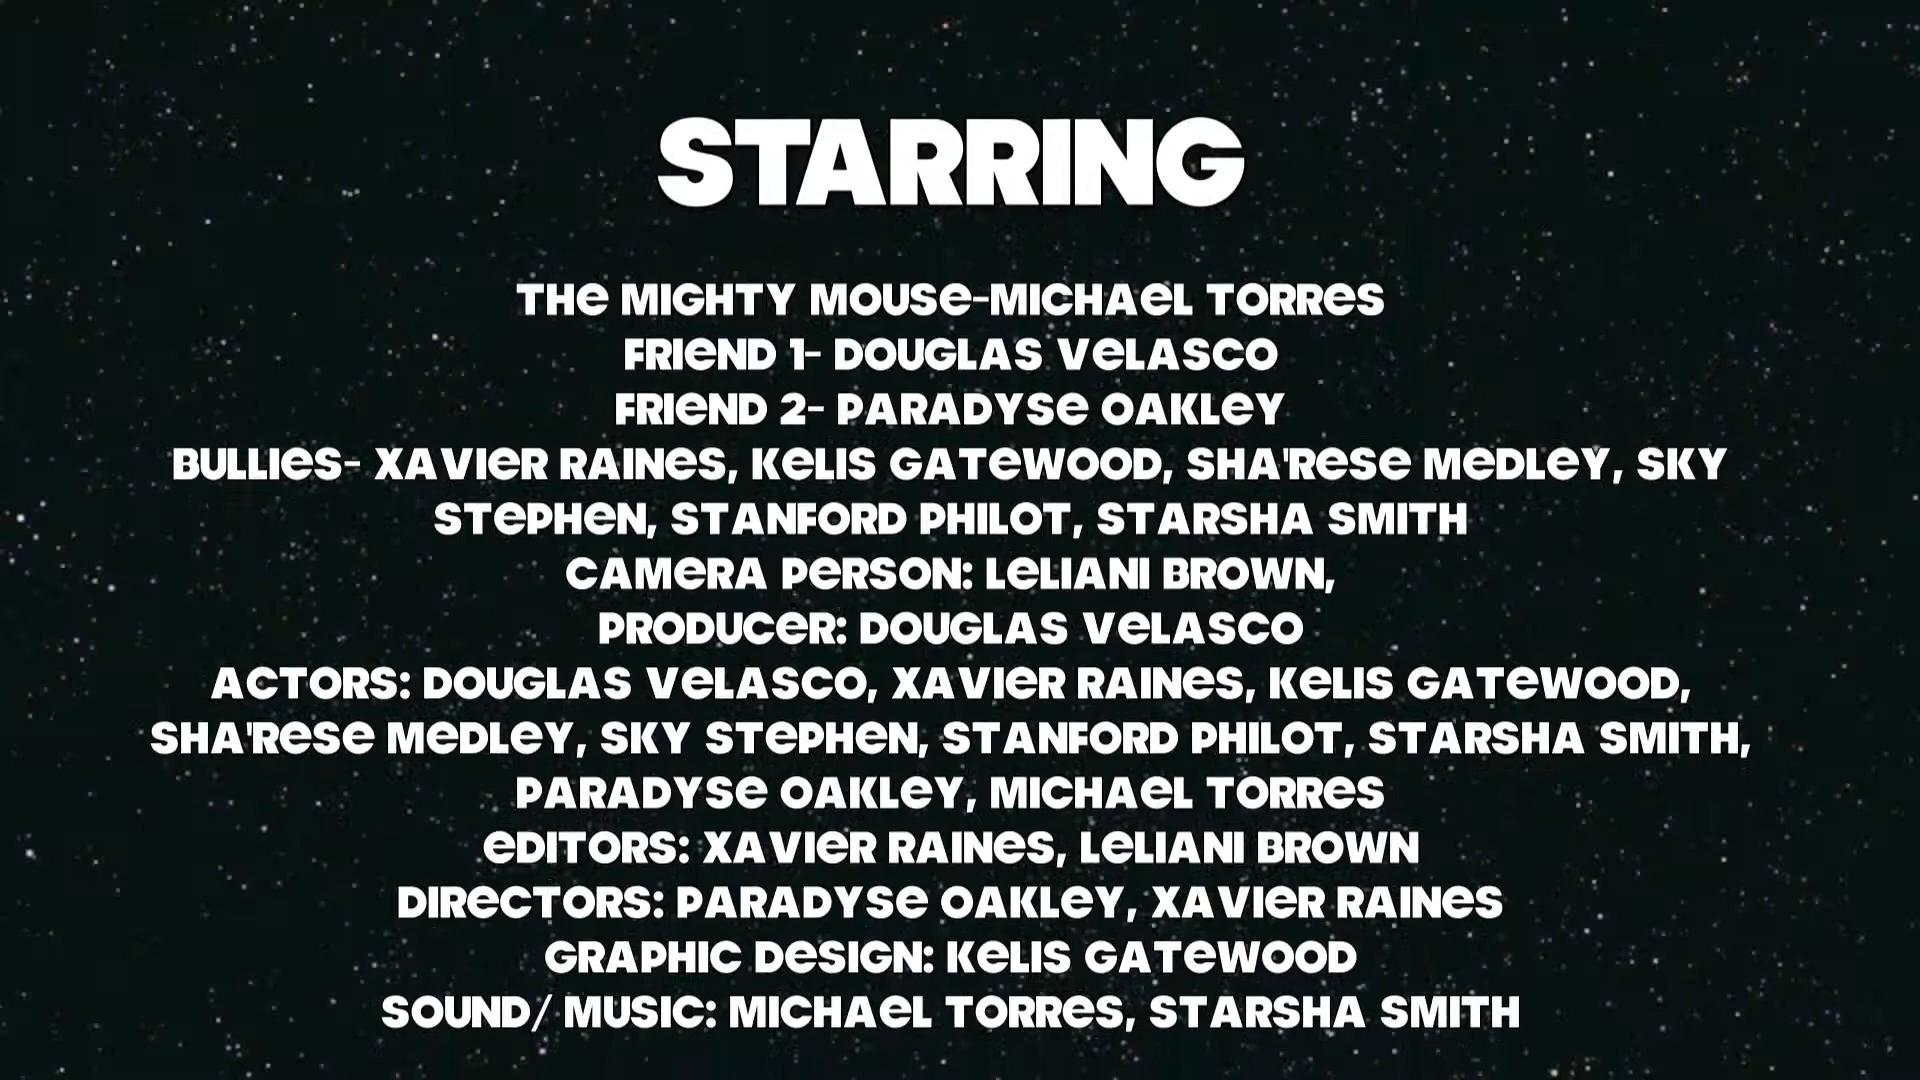 STARRING
THE MIGHTY MOUSE-MICHAEL TORRES
FRIEND 1- DOUGLAS VELASCO
FRIEND 2- PARADYSE OAKLEY
BULLIES- XAVIER RAINES, KELIS GATEWOOD, SHA'RESE MEDLEY, SKY
STEPHEN, STANFORD PHILOT, STARSHA SMITH
CAMERA PERSON: LELIANI BROWN,
PRODUCER: DOUGLAS VELASCO
ACTORS: DOUGLAS VELASCO, XAVIER RAINES, KELIS GATEWOOD,
SHA'RESE MEDLEY, SKY STEPHEN, STANFORD PHILOT, STARSHA SMITH,
PARADYSE OAKLEY, MICHAEL TORRES
EDITORS: XAVIER RAINES, LELIANI BROWN
DIRECTORS: PARADYSE OAKLEY, XAVIER RAINES
GRAPHIC DESIGN: KELIS GATEWOOD
SOUND/ MUSIC: MICHAEL TORRES, STARSHA SMITH